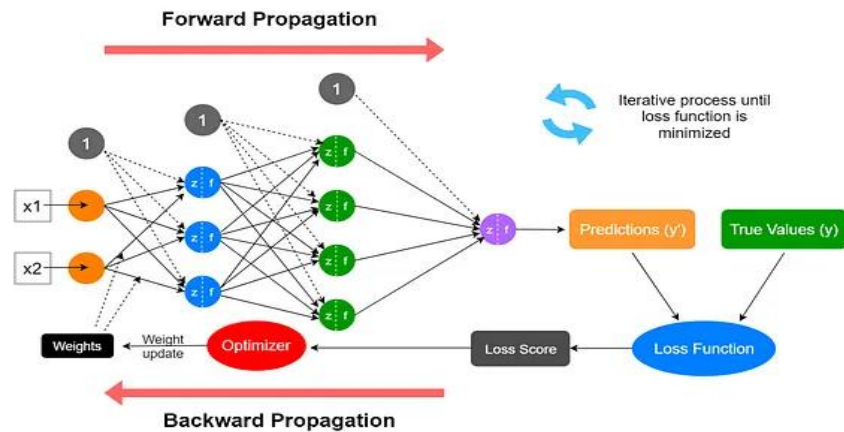 Forward Propagation
1
1
1
Iterative process until
loss function is
minimized
z f
z f
x1
z f
z f
z f
Predictions (y')
True Values (y)
x2
z f
z f
z f
Weights
Weight
update
Optimizer
Loss Score
Loss Function
Backward Propagation